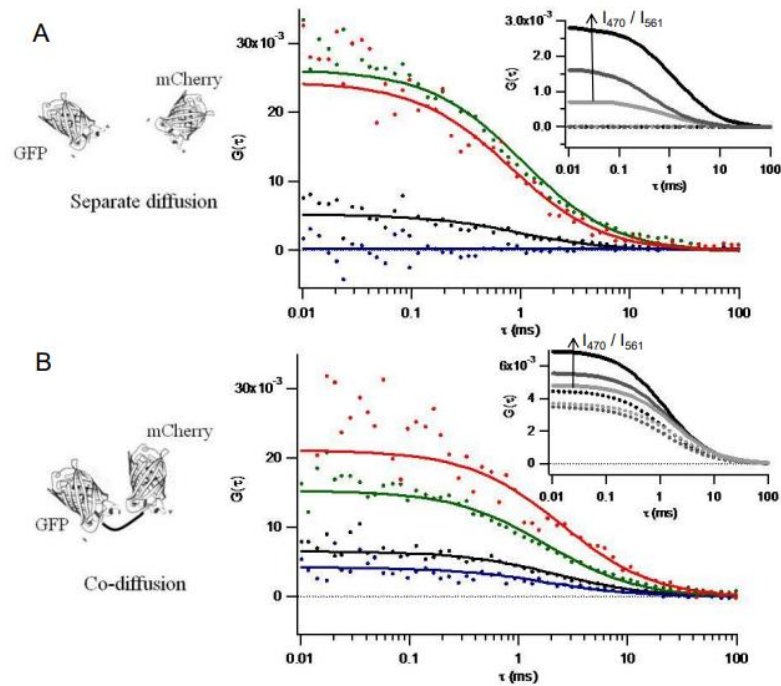 A
mCherry
GFP
Separate diffusion
G(τ)
30x10⁻³
20
10
0
0.01
0.1
1
10
100
τ (ms)
I₄₇₀ / I₅₆₁
G(τ)
3.0x10⁻³
2.0
1.0
0.0
0.01
0.1
1
10
100
τ (ms)
B
mCherry
GFP
Co-diffusion
G(τ)
30x10⁻³
20
10
0
0.01
0.1
1
10
100
τ (ms)
I₄₇₀ / I₅₆₁
G(τ)
6x10⁻³
4
2
0
0.01
0.1
1
10
100
τ (ms)